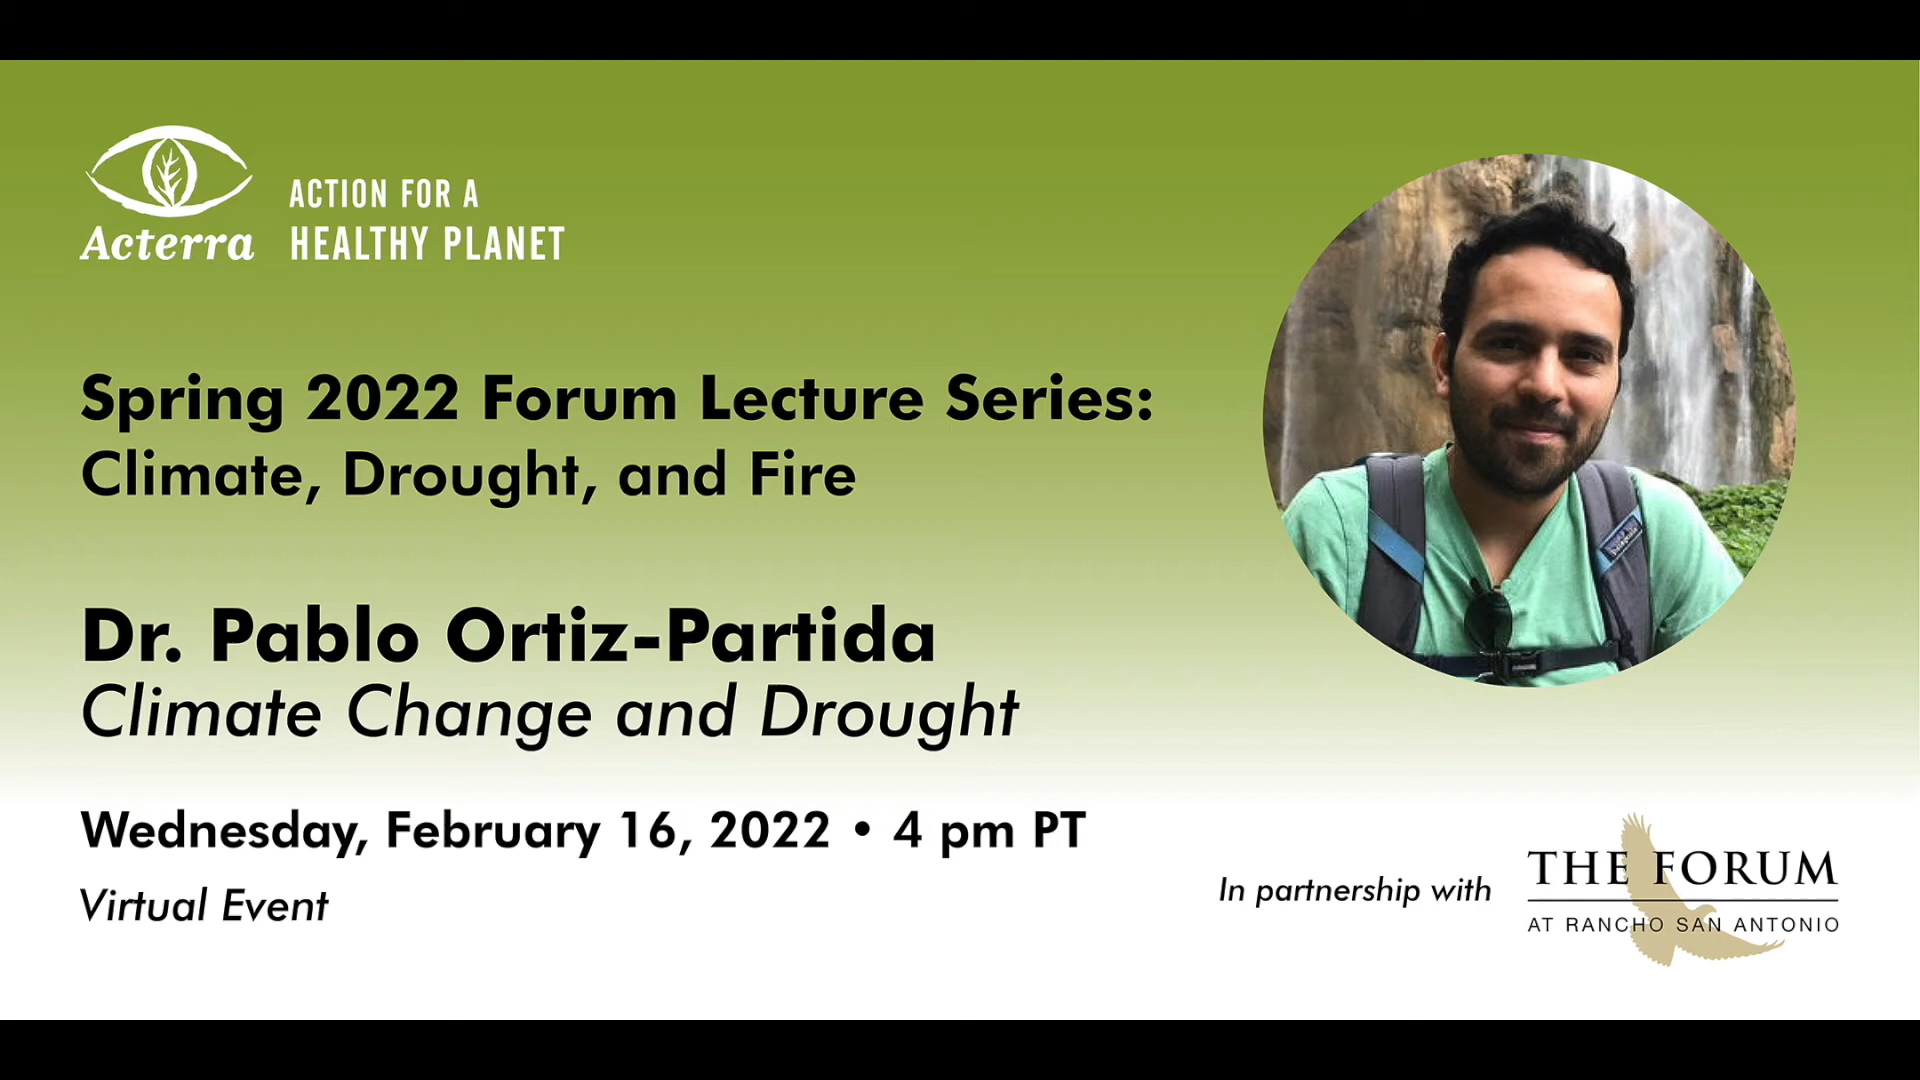 Acterra
ACTION FOR A
HEALTHY PLANET
Spring 2022 Forum Lecture Series:
Climate, Drought, and Fire
Dr. Pablo Ortiz-Partida
Climate Change and Drought
Wednesday, February 16, 2022 • 4 pm PT
Virtual Event
In partnership with
THE FORUM
AT RANCHO SAN ANTONIO
patagonia